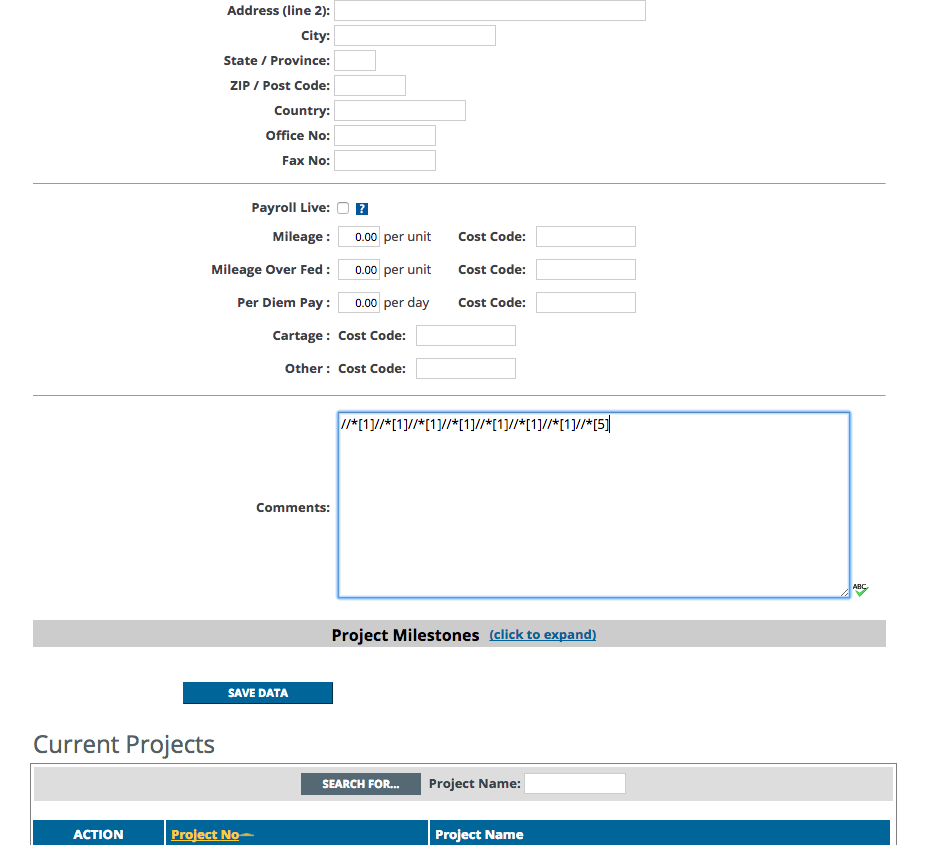 Address (line 2):
City:
State / Province:
ZIP / Post Code:
Country:
Office No:
Fax No:
Payroll Live: ?
Mileage : 0.00 per unit Cost Code:
Mileage Over Fed : 0.00 per unit Cost Code:
Per Diem Pay : 0.00 per day Cost Code:
Cartage : Cost Code:
Other : Cost Code:
//*[1]//*[1]//*[1]//*[1]//*[1]//*[1]//*[1]//*[5]
Comments:
ABC
Project Milestones (click to expand)
SAVE DATA
Current Projects
SEARCH FOR... Project Name:
ACTION Project No Project Name